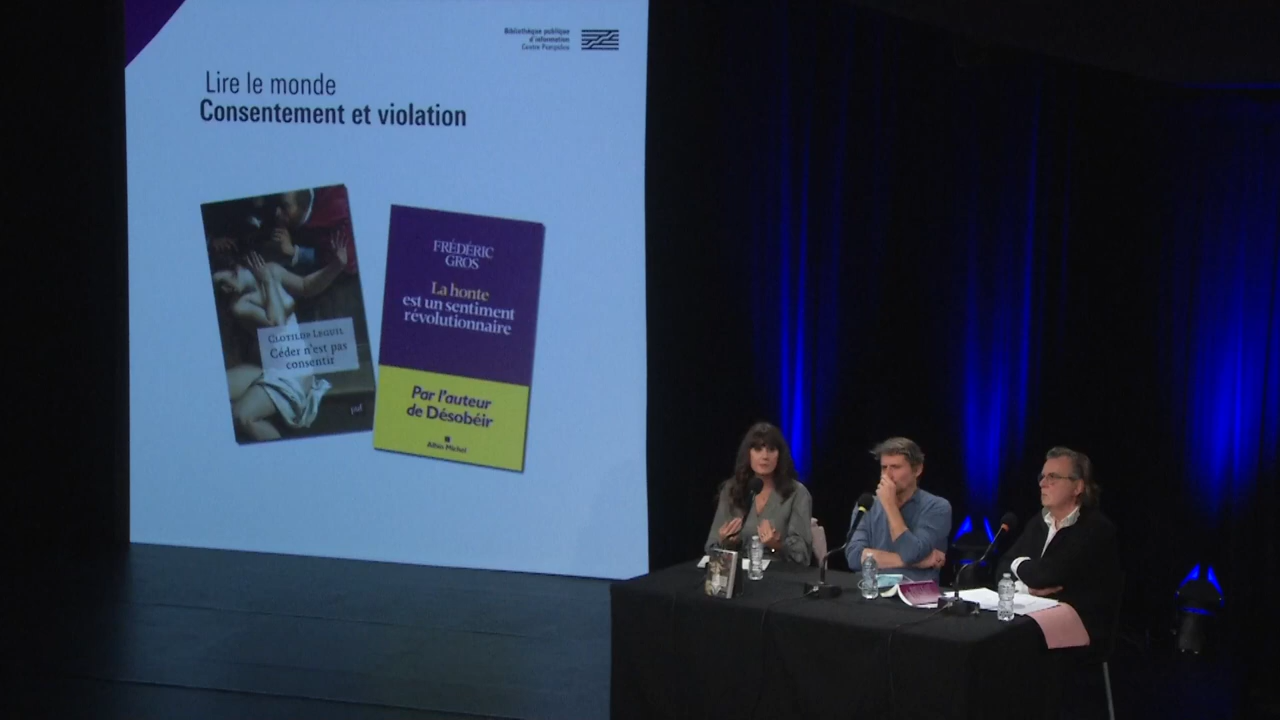 Bibliothèque publique
d'information
Centre Pompidou
Lire le monde
Consentement et violation
CLOTILDE LEGUIL
Céder n'est pas
consentir
puf
FRÉDÉRIC
GROS
La honte
est un sentiment
révolutionnaire
Par l'auteur
de Désobéir
Albin Michel